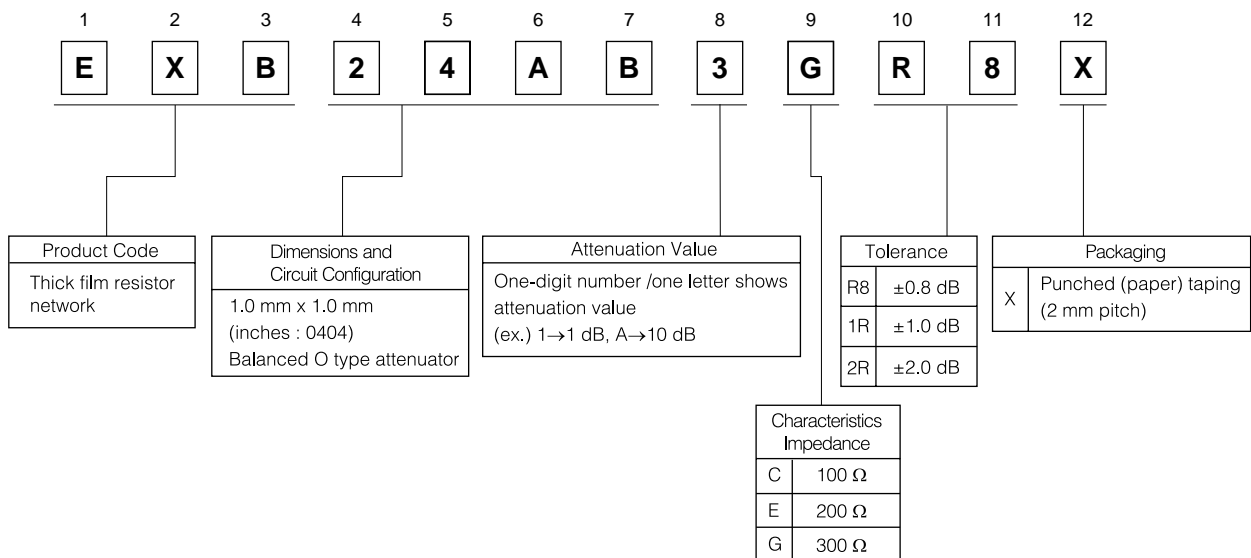 1 2 3 4 5 6 7 8 9 10 11 12
E X B 2 4 A B 3 G R 8 X
Product Code
Thick film resistor
network
Dimensions and
Circuit Configuration
1.0 mm x 1.0 mm
(inches : 0404)
Balanced O type attenuator
Attenuation Value
One-digit number /one letter shows
attenuation value
(ex.) 1→1 dB, A→10 dB
Characteristics
Impedance
C 100 Ω
E 200 Ω
G 300 Ω
Tolerance
R8 ±0.8 dB
1R ±1.0 dB
2R ±2.0 dB
Packaging
X Punched (paper) taping
(2 mm pitch)